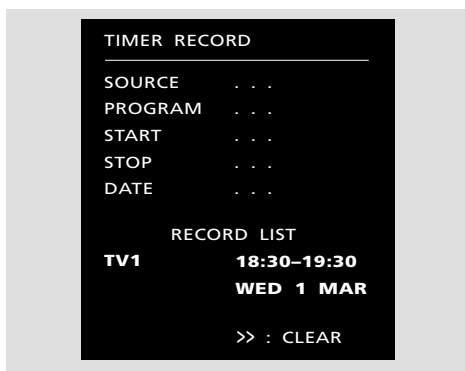 TIMER RECORD
SOURCE . . .
PROGRAM . . .
START . . .
STOP . . .
DATE . . .
RECORD LIST
TV1 18:30–19:30
WED 1 MAR
>> : CLEAR